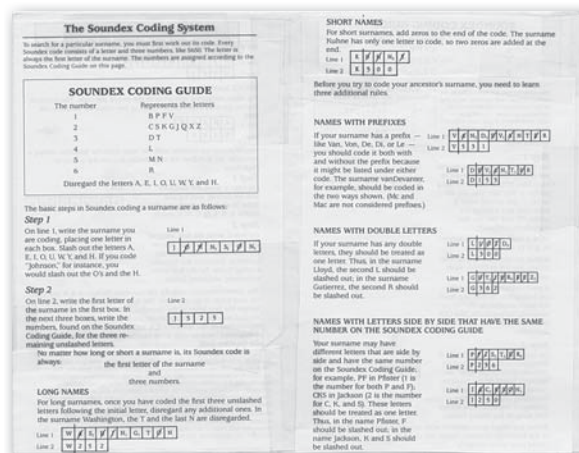 The Soundex Coding System
To search for a particular surname, you must first work out its code. Every
Soundex code consists of a letter and three numbers, like S650. The letter is
always the first letter of the surname. The numbers are assigned according to the
Soundex Coding Guide on this page.
SOUNDEX CODING GUIDE
The number Represents the letters
1 B P F V
2 C S K G J Q X Z
3 D T
4 L
5 M N
6 R
Disregard the letters A, E, I, O, U, W, Y, and H.
The basic steps in Soundex coding a surname are as follows:
Step 1
On line 1, write the surname you
are coding, placing one letter in
each box. Slash out the letters A,
E, I, O, U, W, Y, and H. If you code
"Johnson," for instance, you
would slash out the O's and the H.
Line 1
J O H N S O N
Step 2
On line 2, write the first letter of
the surname in the first box. In
the next three boxes, write the
numbers, found on the Soundex
Coding Guide, for the three re-
maining unslashed letters.
Line 2
J 5 2 5
No matter how long or short a surname is, its Soundex code is
always:
the first letter of the surname
and
three numbers.
LONG NAMES
For long surnames, once you have coded the first three unslashed
letters following the initial letter, disregard any additional ones. In
the surname Washington, the T and the last N are disregarded.
Line 1 W A S H I N G T O N
Line 2 W 2 5 2
SHORT NAMES
For short surnames, add zeros to the end of the code. The surname
Kuhne has only one letter to code, so two zeros are added at the
end.
Line 1 K U H N E
Line 2 K 5 0 0
Before you try to code your ancestor's surname, you need to learn
three additional rules.
NAMES WITH PREFIXES
If your surname has a prefix —
like Van, Von, De, Di, or Le —
you should code it both with
and without the prefix because
it might be listed under either
code. The surname vanDevanter,
for example, should be coded in
the two ways shown. (Mc and
Mac are not considered prefixes.)
Line 1 V A N D E V A N T E R
Line 2 V 5 3 1
Line 1 D E V A N T E R
Line 2 D 1 5 3
NAMES WITH DOUBLE LETTERS
If your surname has any double
letters, they should be treated as
one letter. Thus, in the surname
Lloyd, the second L should be
slashed out; in the surname
Gutierrez, the second R should
be slashed out.
Line 1 L L O Y D
Line 2 L 3 0 0
Line 1 G U T I E R R E Z
Line 2 G 3 6 2
NAMES WITH LETTERS SIDE BY SIDE THAT HAVE THE SAME
NUMBER ON THE SOUNDEX CODING GUIDE
Your surname may have
different letters that are side by
side and have the same number
on the Soundex Coding Guide;
for example, PF in Pfister (1 is
the number for both P and F);
CKS in Jackson (2 is the number
for C, K, and S). These letters
should be treated as one letter.
Thus, in the name Pfister, F
should be slashed out; in the
name Jackson, K and S should
be slashed out.
Line 1 P F I S T E R
Line 2 P 2 3 6
Line 1 J A C K S O N
Line 2 J 2 5 0